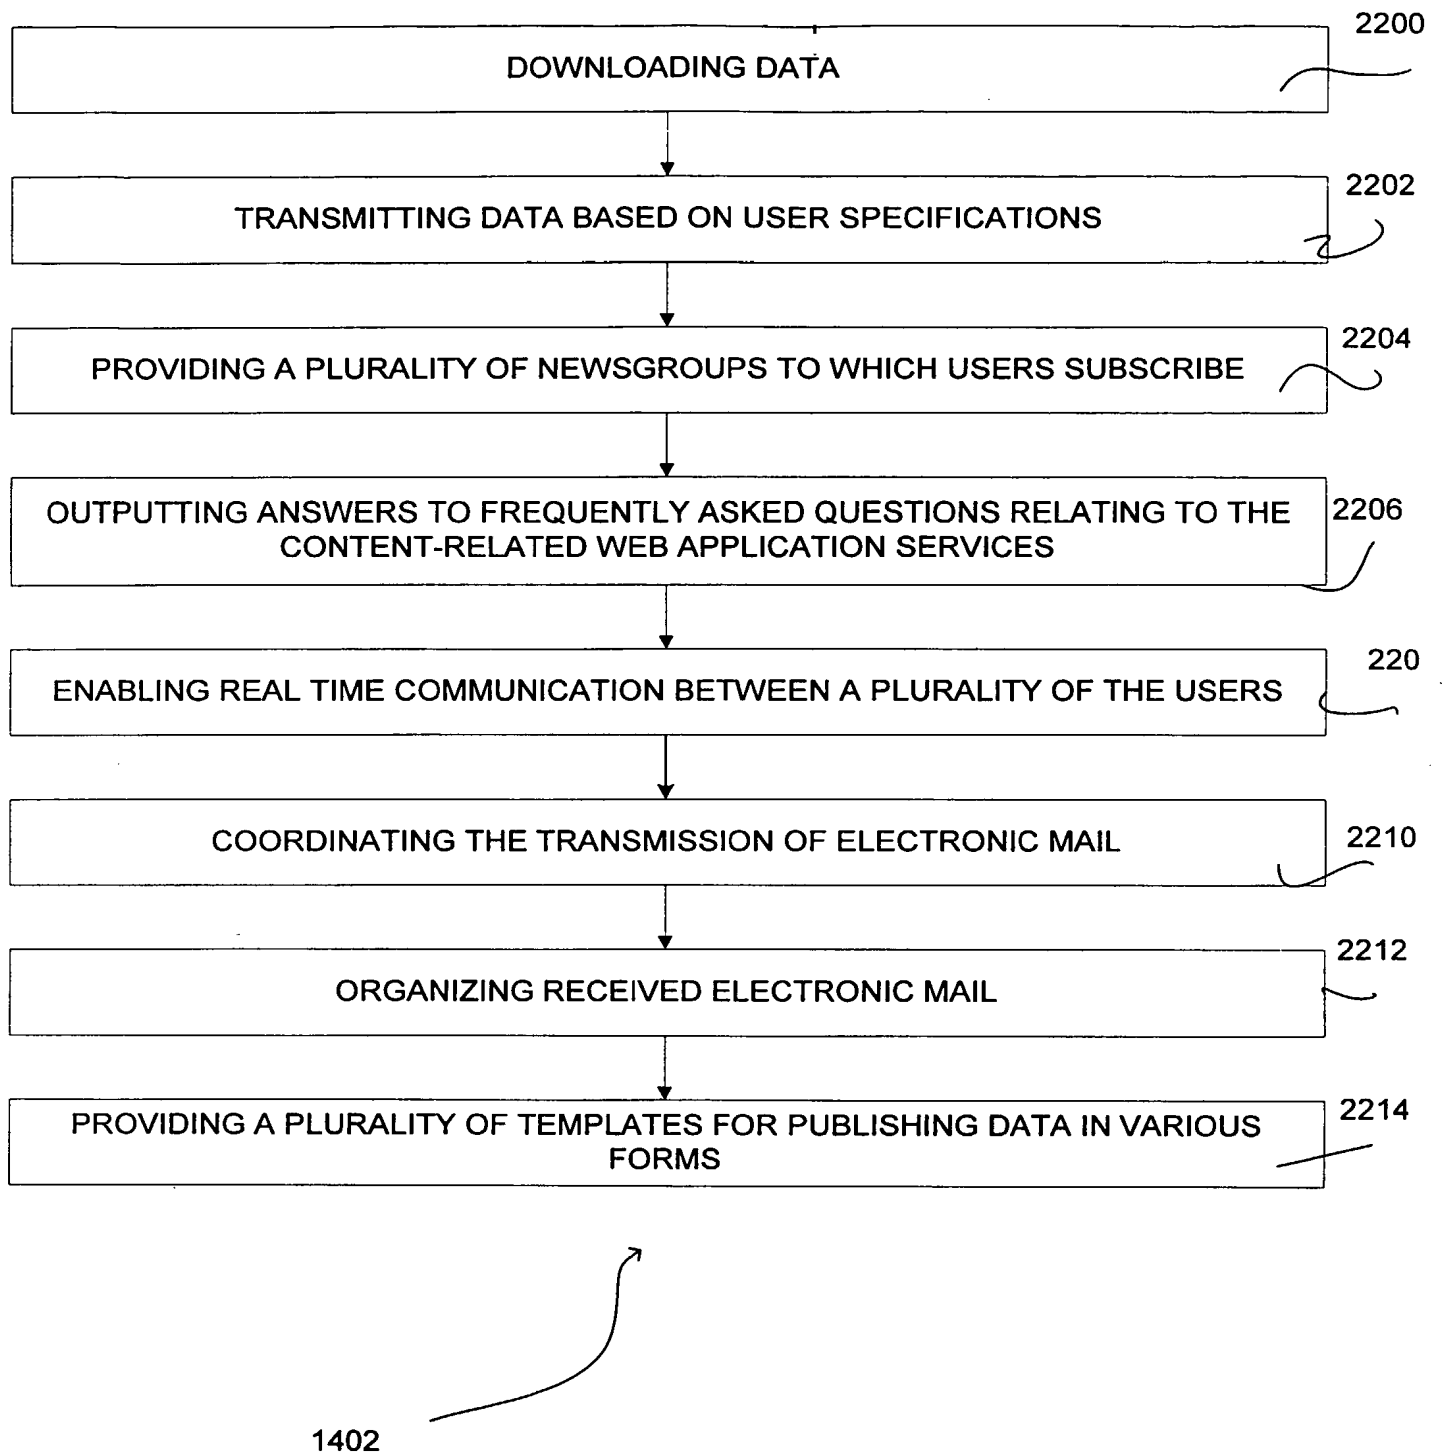 2200
DOWNLOADING DATA
2202
TRANSMITTING DATA BASED ON USER SPECIFICATIONS
2204
PROVIDING A PLURALITY OF NEWSGROUPS TO WHICH USERS SUBSCRIBE
OUTPUTTING ANSWERS TO FREQUENTLY ASKED QUESTIONS RELATING TO THE
2206
CONTENT-RELATED WEB APPLICATION SERVICES
220
ENABLING REAL TIME COMMUNICATION BETWEEN A PLURALITY OF THE USERS
2210
COORDINATING THE TRANSMISSION OF ELECTRONIC MAIL
2212
ORGANIZING RECEIVED ELECTRONIC MAIL
2214
PROVIDING A PLURALITY OF TEMPLATES FOR PUBLISHING DATA IN VARIOUS
FORMS
1402